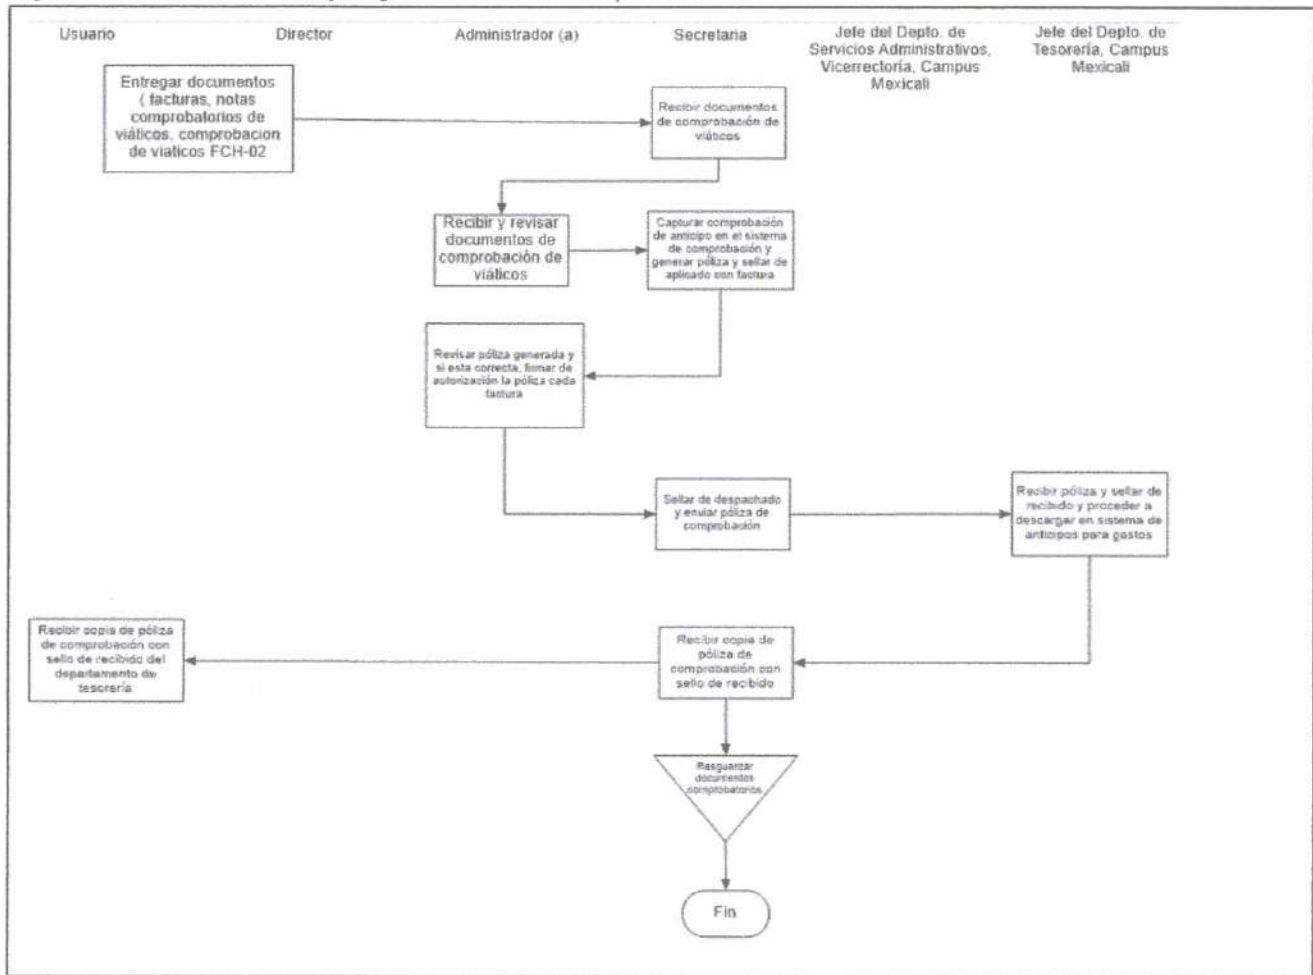 Usuario
Director
Administrador (a)
Secretaria
Jefe del Depto. de
Servicios Administrativos,
Vicerrectoría, Campus
Mexicali
Jefe del Depto. de
Tesorería, Campus
Mexicali
Entregar documentos
( facturas, notas
comprobatorios de
viáticos, comprobacion
de viaticos FCH-02
Recibir documentos
de comprobación de
viáticos
Recibir y revisar
documentos de
comprobación de
viáticos
Capturar comprobación
de anticipo en el sistema
de comprobación y
generar póliza y sellar de
aplicado con factura
Revisar póliza generada y
si esta correcta, firmar de
autorización la póliza cada
factura
Sellar de despachado
y enviar póliza de
comprobación
Recibir póliza y sellar de
recibido y proceder a
descargar en sistema de
anticipos para gastos
Recibir copia de póliza
de comprobación con
sello de recibido del
departamento de
tesorería
Recibir copia de
póliza de
comprobación con
sello de recibido
Resguardar
documentos
comprobatorios
Fin